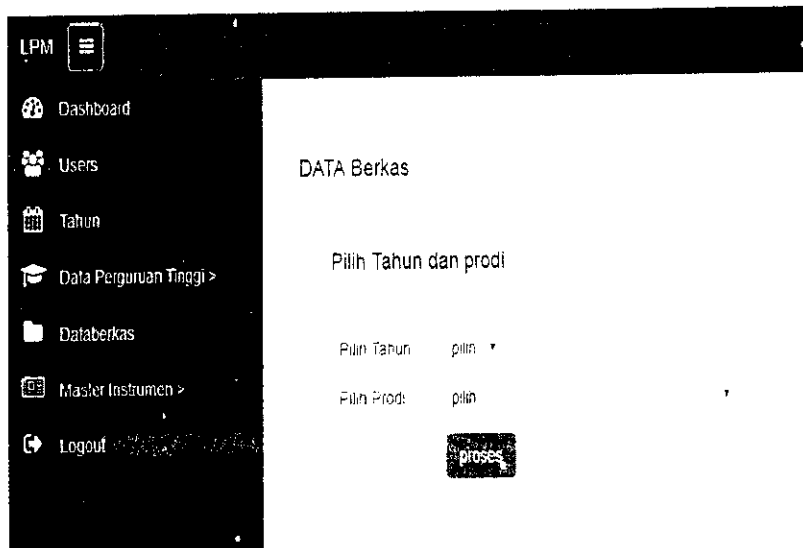 LPM
Dashboard
Users
Tahun
Data Perguruan Tinggi >
Databerkas
Master Instrumen >
Logout
DATA Berkas
Pilih Tahun dan prodi
Pilih Tahun pilih
Pilih Prodi pilih
proses